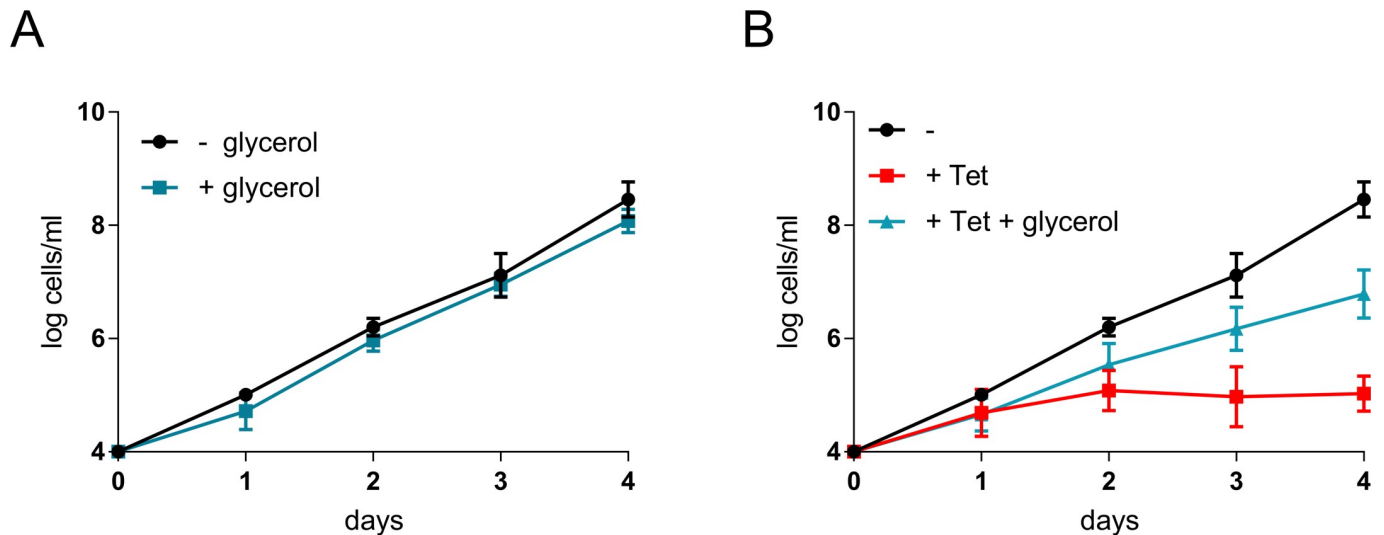 A
10
8
6
4
log cells/ml
- glycerol
+ glycerol
0 1 2 3 4
days
B
10
8
6
4
log cells/ml
-
+ Tet
+ Tet + glycerol
0 1 2 3 4
days